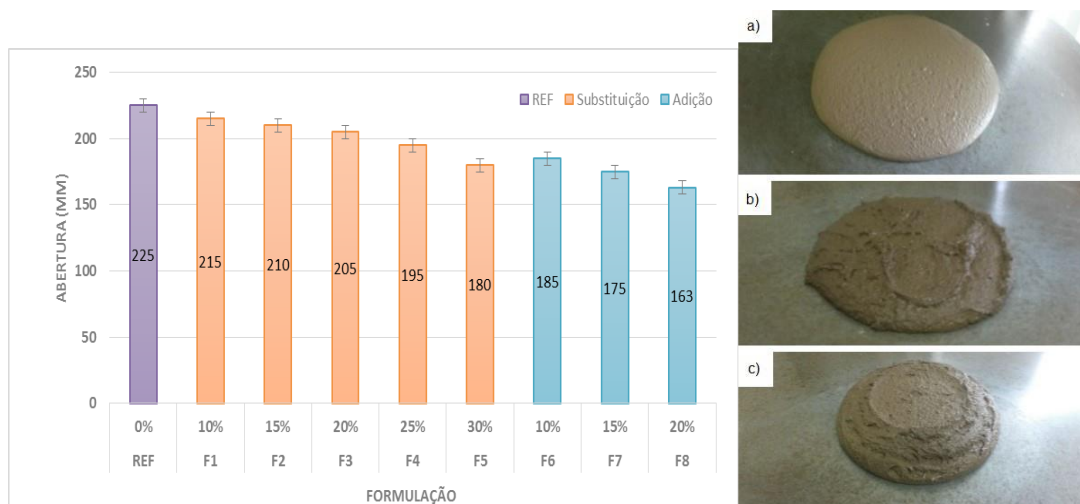 250
200
150
100
50
0
ABERTURA (MM)
REF Substituição Adição
225 215 210 205 195 180 185 175 163
0% 10% 15% 20% 25% 30% 10% 15% 20%
REF F1 F2 F3 F4 F5 F6 F7 F8
FORMULAÇÃO
a)
b)
c)